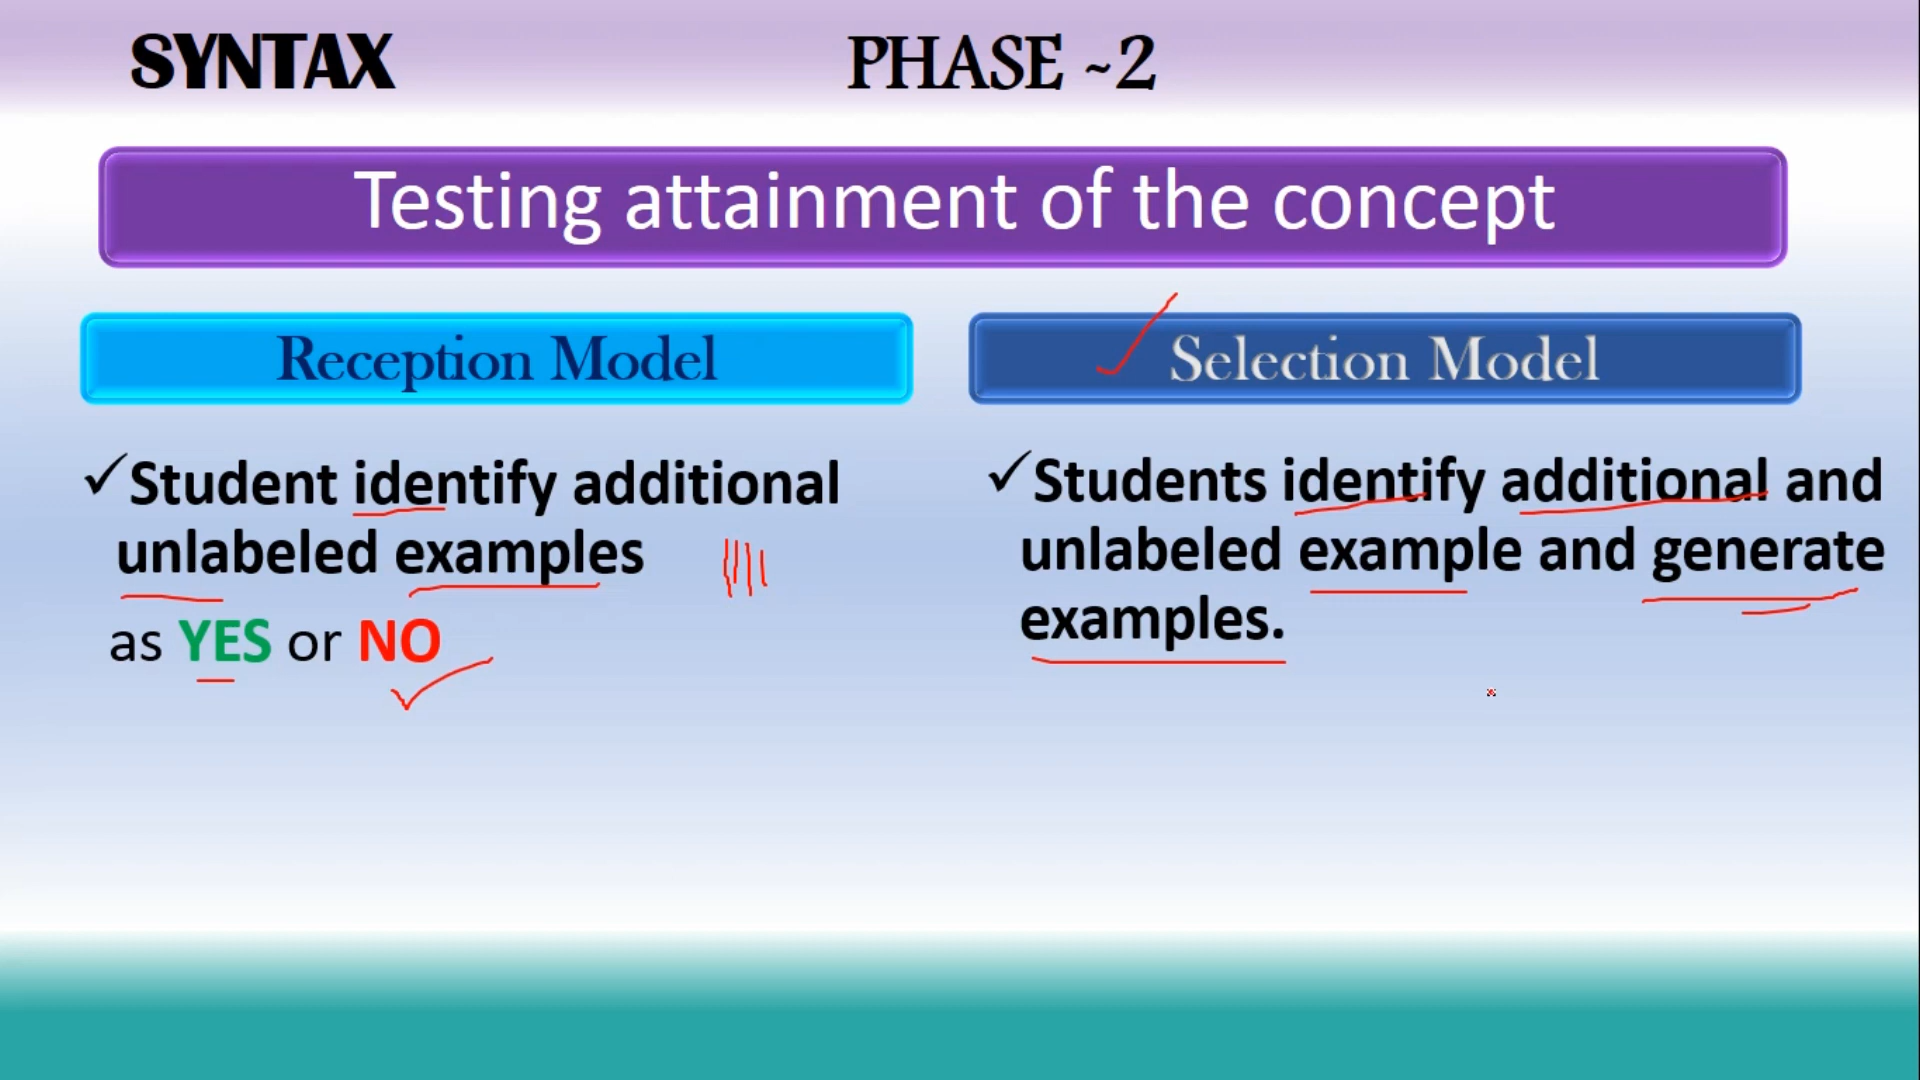 SYNTAX
PHASE ~2
Testing attainment of the concept
Reception Model
✓Student identify additional
unlabeled examples
as YES or NO
Selection Model
✓Students identify additional and
unlabeled example and generate
examples.